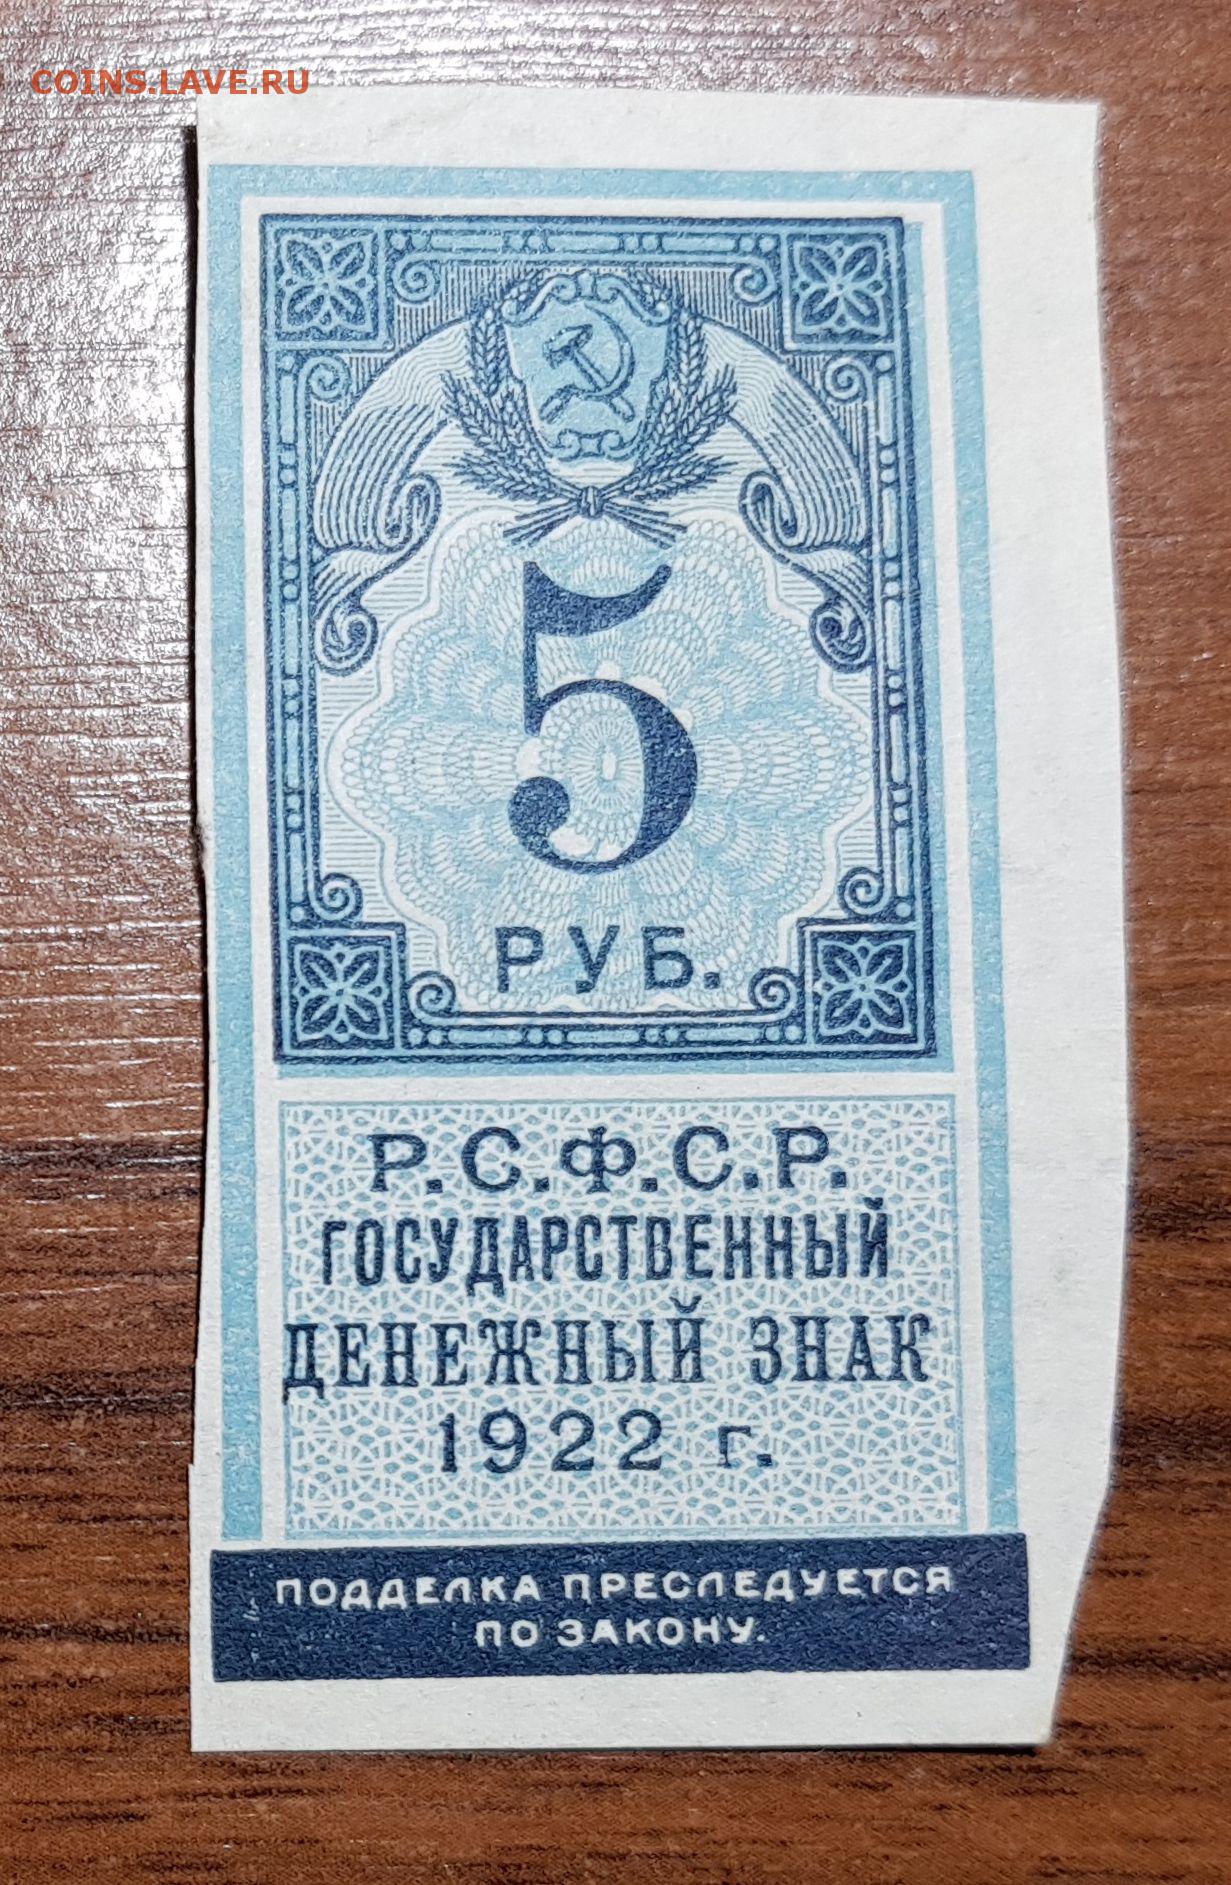 COINS.LAVE.RU
5
РУБ.
Р.С.Ф.С.Р.
ГОСУДАРСТВЕННЫЙ
ДЕНЕЖНЫЙ ЗНАК
1922 г.
ПОДДЕЛКА ПРЕСЛЕДУЕТСЯ
ПО ЗАКОНУ.